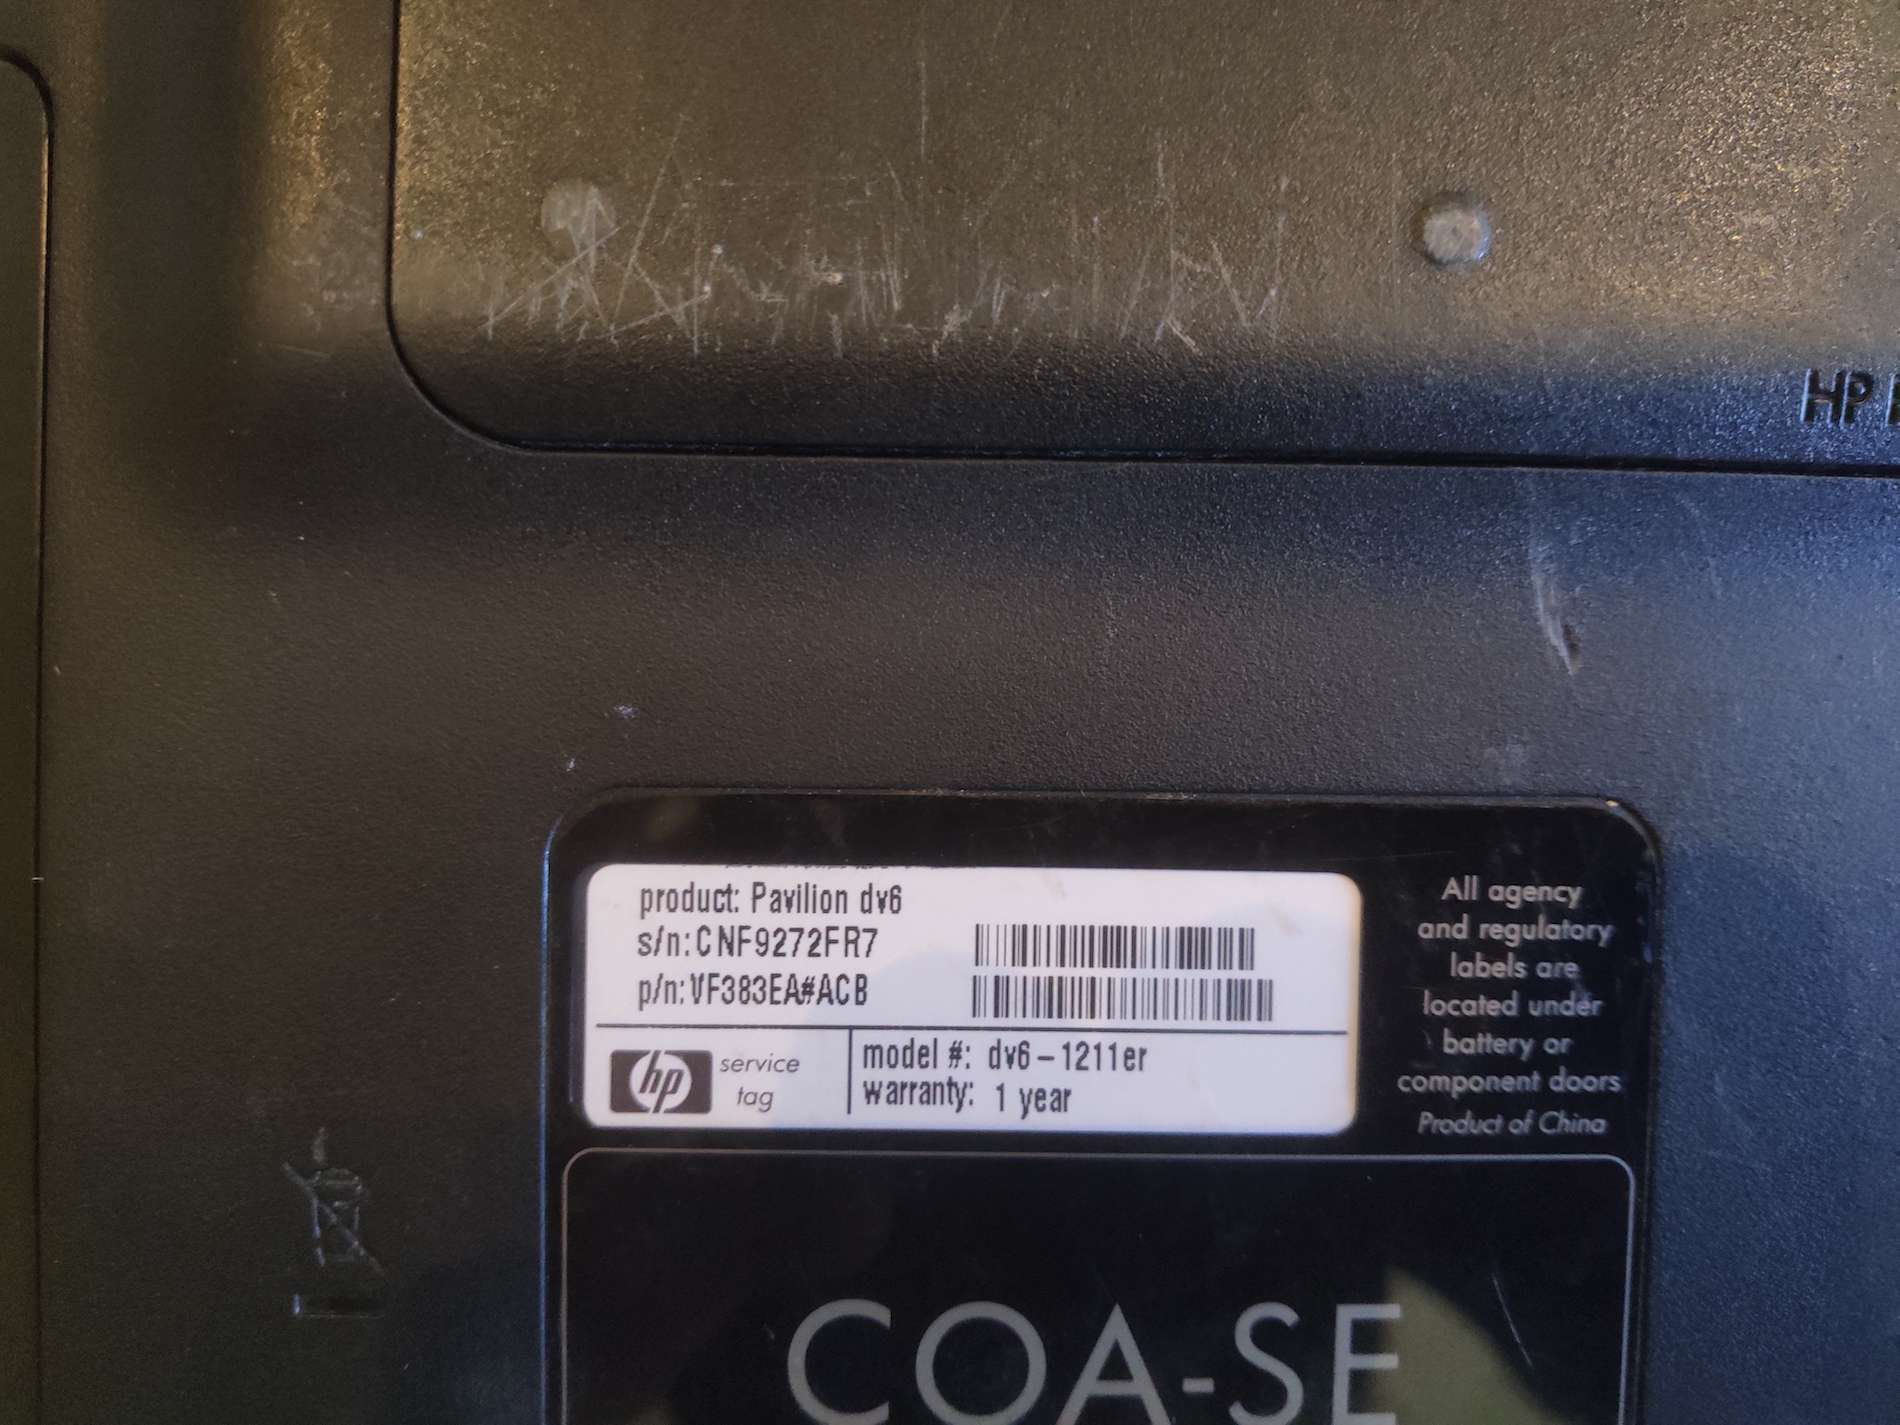 HP
product: Pavilion dv6
s/n:CNF9272FR7
p/n:VF383EA#ACB
hp service
tag
model #: dv6-1211er
warranty: 1 year
All agency
and regulatory
labels are
located under
battery or
component doors
Product of China
COA-SE